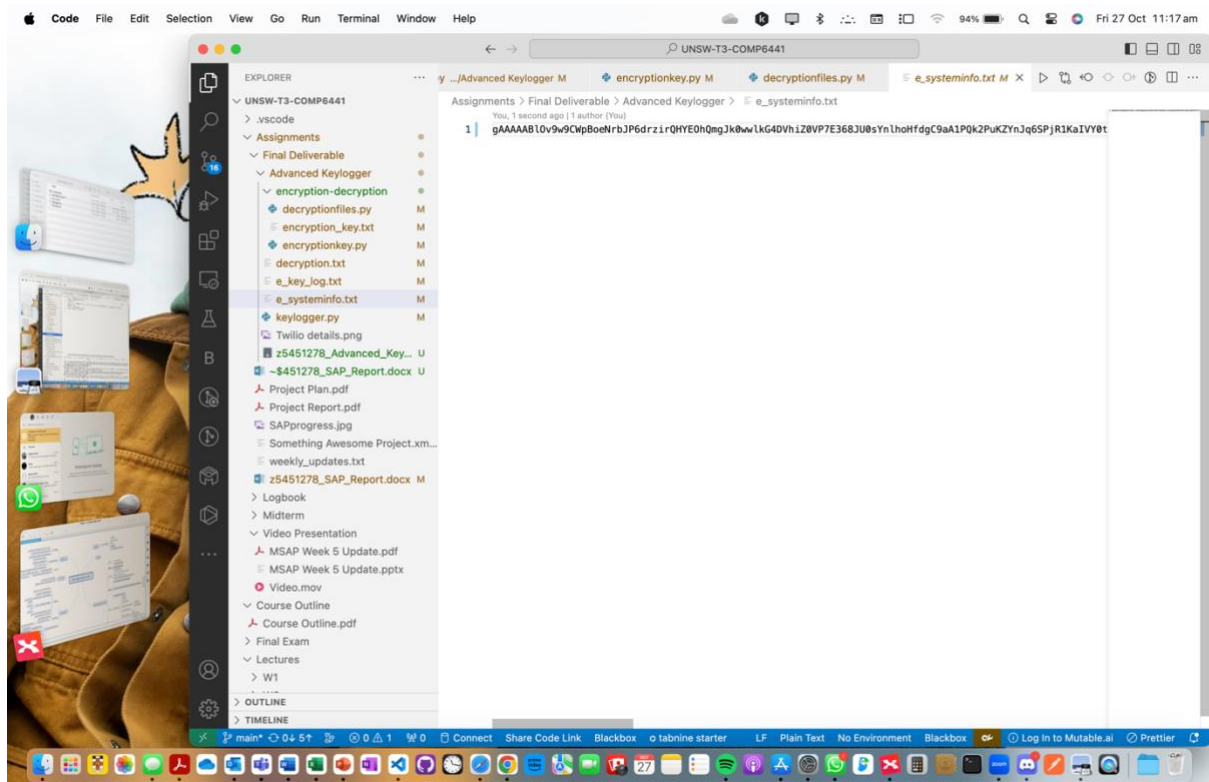 Code File Edit Selection View Go Run Terminal Window Help 94% Fri 27 Oct 11:17 am
UNSW-T3-COMP6441
EXPLORER
y .../Advanced Keylogger M encryptionkey.py M decryptionfiles.py M e_systeminfo.txt M
UNSW-T3-COMP6441
Assignments > Final Deliverable > Advanced Keylogger > e_systeminfo.txt
You, 1 second ago | 1 author (You)
1
.vscode
Assignments
Final Deliverable
Advanced Keylogger
encryption-decryption
decryptionfiles.py M
encryption_key.txt M
encryptionkey.py M
decryption.txt M
e_key_log.txt M
e_systeminfo.txt M
keylogger.py M
Twilio details.png
z5451278_Advanced_Key... U
~$451278_SAP_Report.docx U
Project Plan.pdf
Project Report.pdf
SAPprogress.jpg
Something Awesome Project.xm...
weekly_updates.txt
z5451278_SAP_Report.docx M
Logbook
Midterm
Video Presentation
MSAP Week 5 Update.pdf
MSAP Week 5 Update.pptx
Video.mov
Course Outline
Course Outline.pdf
Final Exam
Lectures
W1
OUTLINE
TIMELINE
16
main* 0↓ 5↑ 0 1 0 Connect Share Code Link Blackbox tabnine starter LF Plain Text No Environment Blackbox Log In to Mutable.ai Prettier
27
zoom